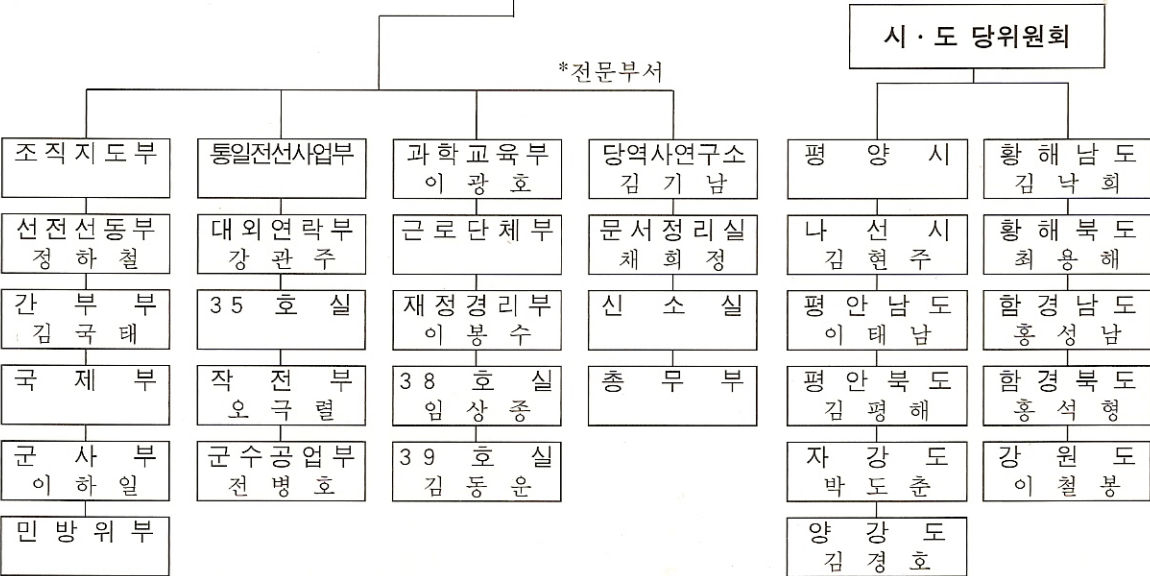 시 · 도 당위원회
*전문부서
조직지도부
선전선동부
정하철
간부부
김국태
국제부
군사부
이하일
민방위부
통일전선사업부
대외연락부
강관주
35호실
작전부
오극렬
군수공업부
전병호
과학교육부
이광호
근로단체부
재정경리부
이봉수
38호실
임상종
39호실
김동운
당역사연구소
김기남
문서정리실
채희정
신소실
총무부
평양시
나선시
김현주
평안남도
이태남
평안북도
김평해
자강도
박도춘
양강도
김경호
황해남도
김낙희
황해북도
최용해
함경남도
홍성남
함경북도
홍석형
강원도
이철봉